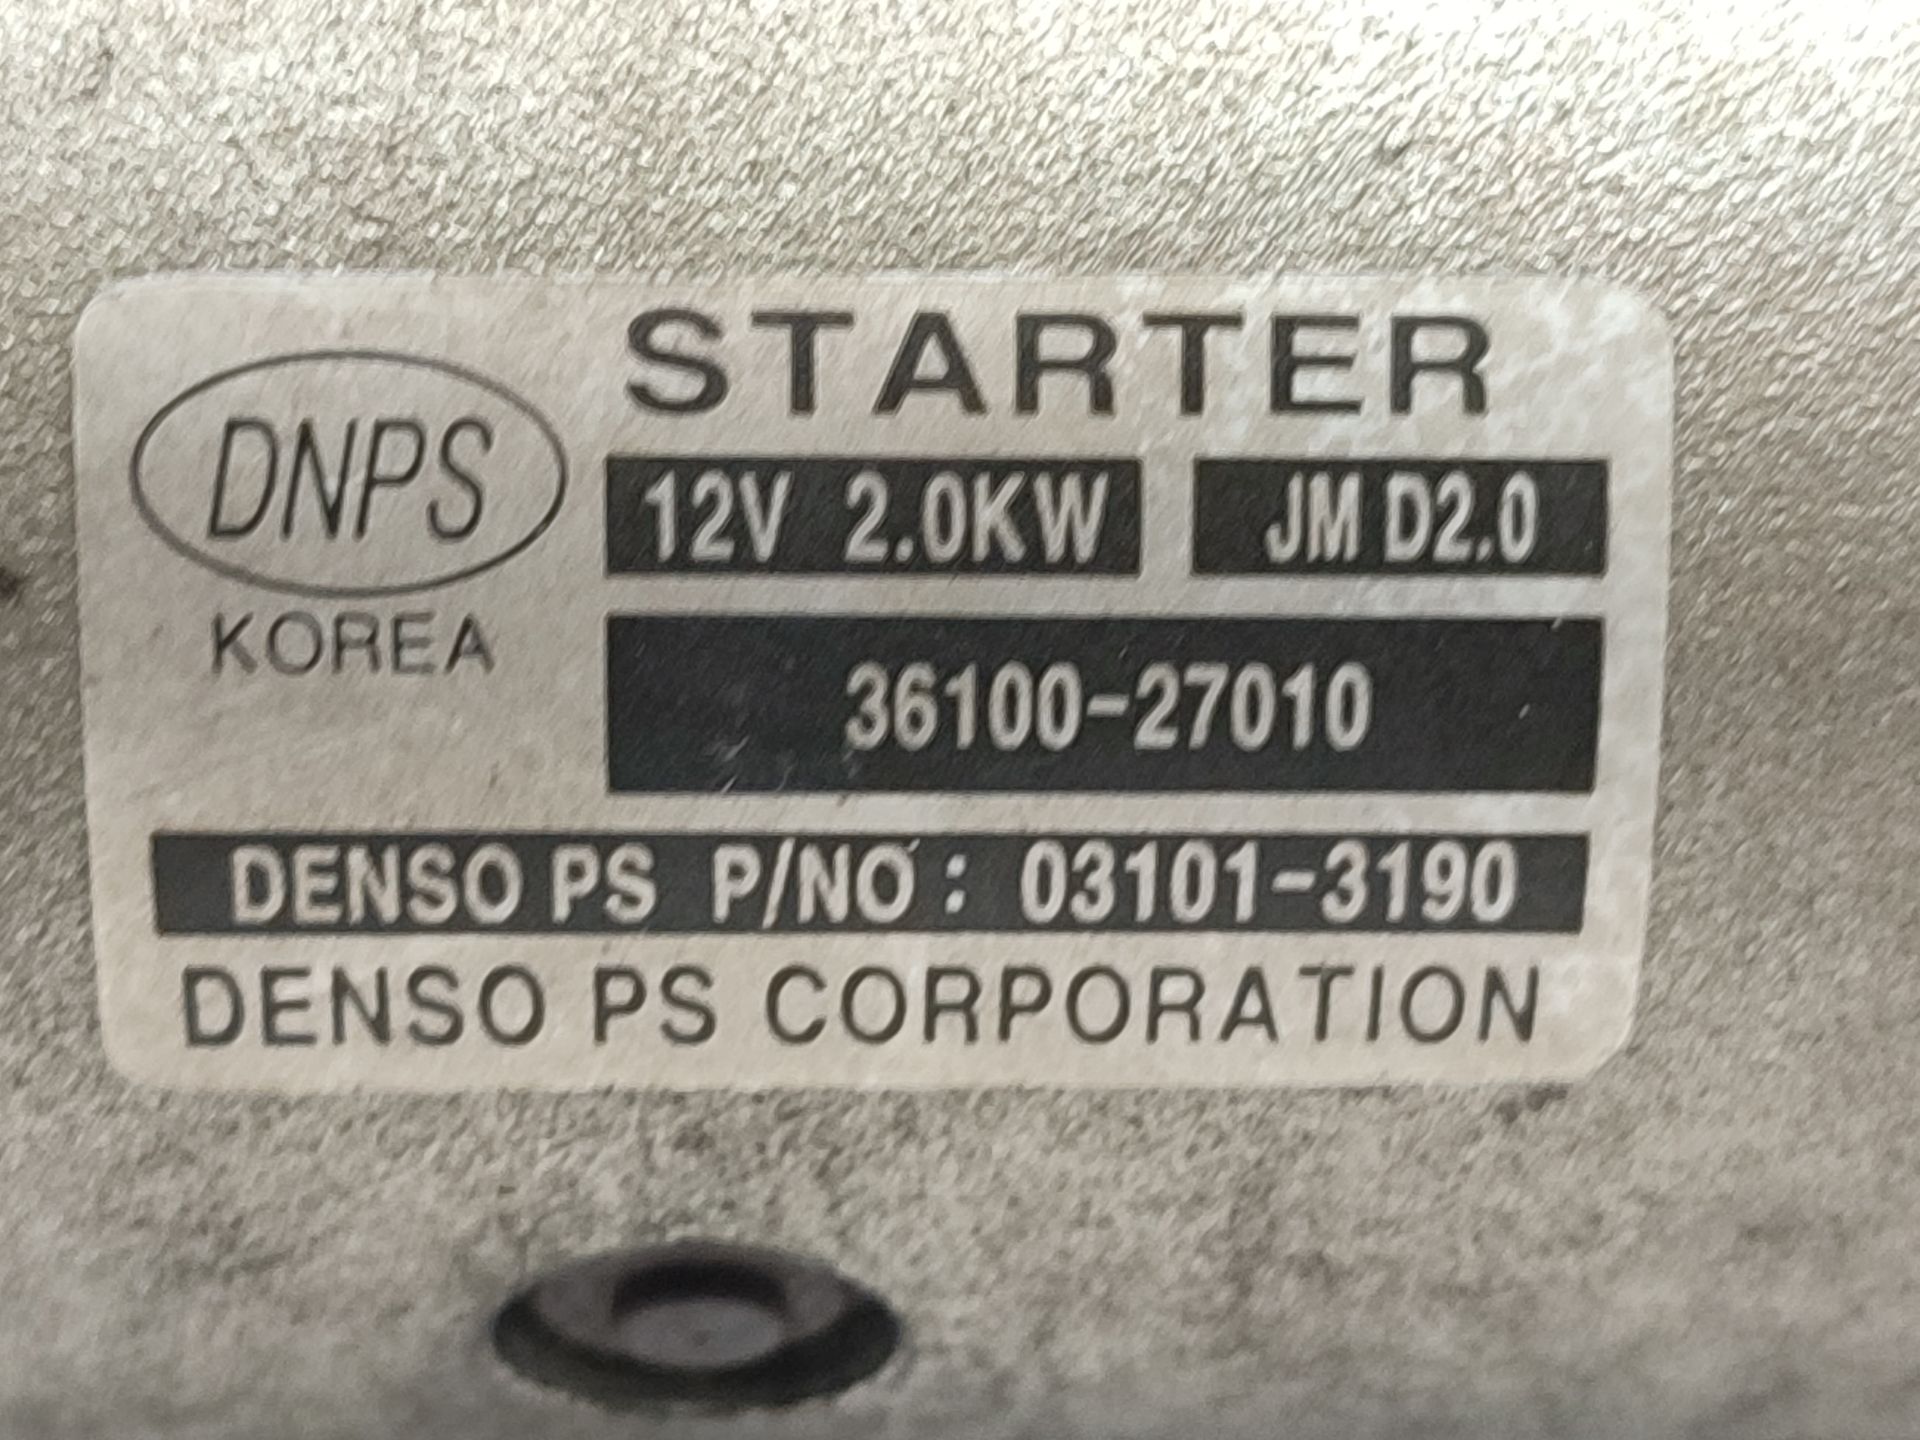 STARTER
DNPS
12V 2.0KW JM D2.0
KOREA
36100-27010
DENSO PS P/NO : 03101-3190
DENSO PS CORPORATION